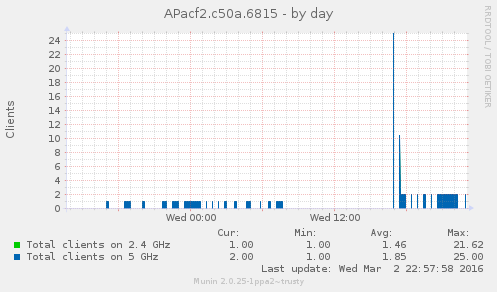 APacf2.c50a.6815 - by day
RRDTOOL / TOBI OETIKER
Clients
24
22
20
18
16
14
12
10
8
6
4
2
0
Wed 00:00 Wed 12:00
Cur: Min: Avg: Max:
Total clients on 2.4 GHz 1.00 1.00 1.46 21.62
Total clients on 5 GHz 2.00 1.00 1.85 25.00
Last update: Wed Mar 2 22:57:58 2016
Munin 2.0.25-1ppa2~trusty